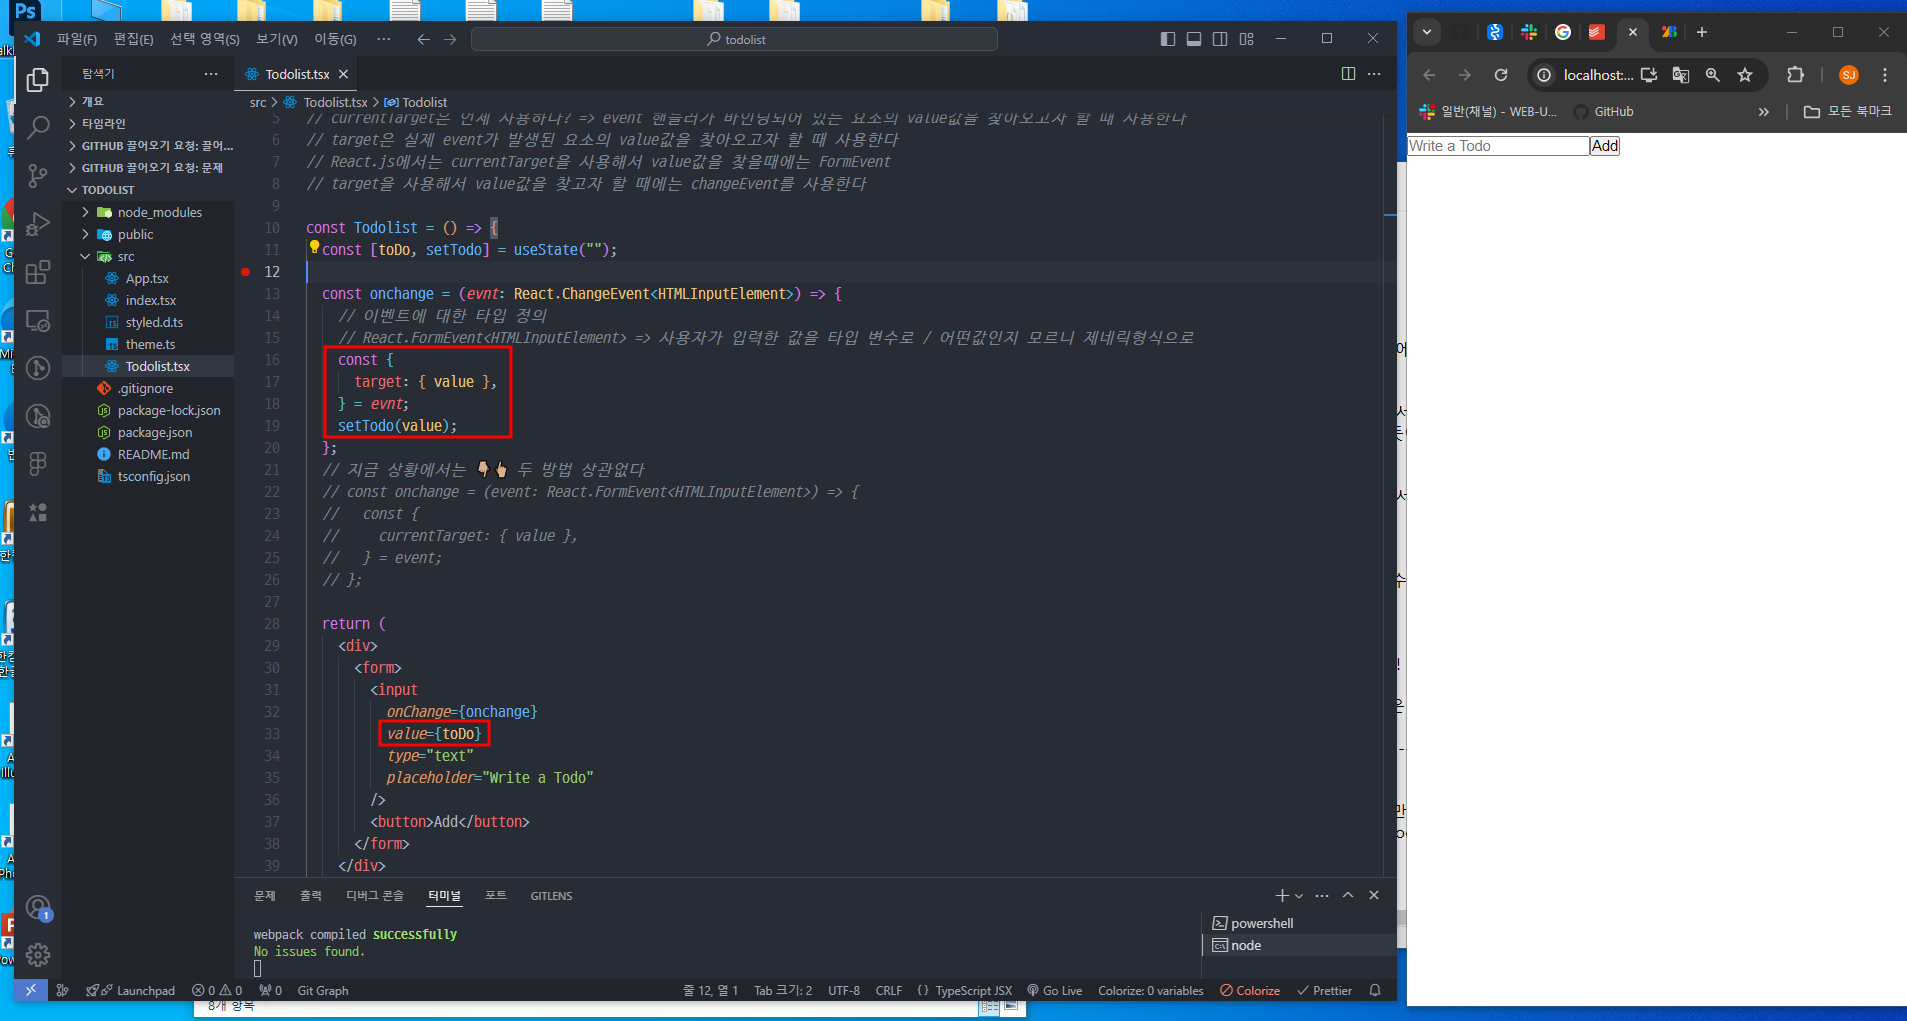 Ps
파일(F) 편집(E) 선택 영역(S) 보기(V) 이동(G) ···
todolist
탐색기 ···
Todolist.tsx
개요
타임라인
GITHUB 끌어오기 요청: 끌어...
GITHUB 끌어오기 요청: 문제
TODOLIST
node_modules
public
src
App.tsx
index.tsx
styled.d.ts
theme.ts
Todolist.tsx
.gitignore
package-lock.json
package.json
README.md
tsconfig.json
src > Todolist.tsx > Todolist
5 // currentTarget은 언제 사용하나? => event 핸들러가 바인딩되어 있는 요소의 value값을 찾아오고자 할 때 사용한다
6 // target은 실제 event가 발생된 요소의 value값을 찾아오고자 할 때 사용한다
7 // React.js에서는 currentTarget을 사용해서 value값을 찾을때에는 FormEvent
8 // target을 사용해서 value값을 찾고자 할 때에는 changeEvent를 사용한다
9
10 const Todolist = () => {
11 const [toDo, setTodo] = useState("");
12
13 const onchange = (evnt: React.ChangeEvent<HTMLInputElement>) => {
14 // 이벤트에 대한 타입 정의
15 // React.FormEvent<HTMLInputElement> => 사용자가 입력한 값을 타입 변수로 / 어떤값인지 모르니 제네릭형식으로
16 const {
17 target: { value },
18 } = evnt;
19 setTodo(value);
20 };
21 // 지금 상황에서는 👇🏻👆🏻 두 방법 상관없다
22 // const onchange = (event: React.FormEvent<HTMLInputElement>) => {
23 // const {
24 // currentTarget: { value },
25 // } = event;
26 // };
27
28 return (
29 <div>
30 <form>
31 <input
32 onChange={onchange}
33 value={toDo}
34 type="text"
35 placeholder="Write a Todo"
36 />
37 <button>Add</button>
38 </form>
39 </div>
문제 출력 디버그 콘솔 터미널 포트 GITLENS
webpack compiled successfully
No issues found.
powershell
node
1
Launchpad 0 0 0 Git Graph
줄 12, 열 1 Tab 크기: 2 UTF-8 CRLF {} TypeScript JSX Go Live Colorize: 0 variables Colorize Prettier
8개 항목
localhost:...
SJ
일반(채널) - WEB-U... GitHub » 모든 북마크
Write a Todo Add